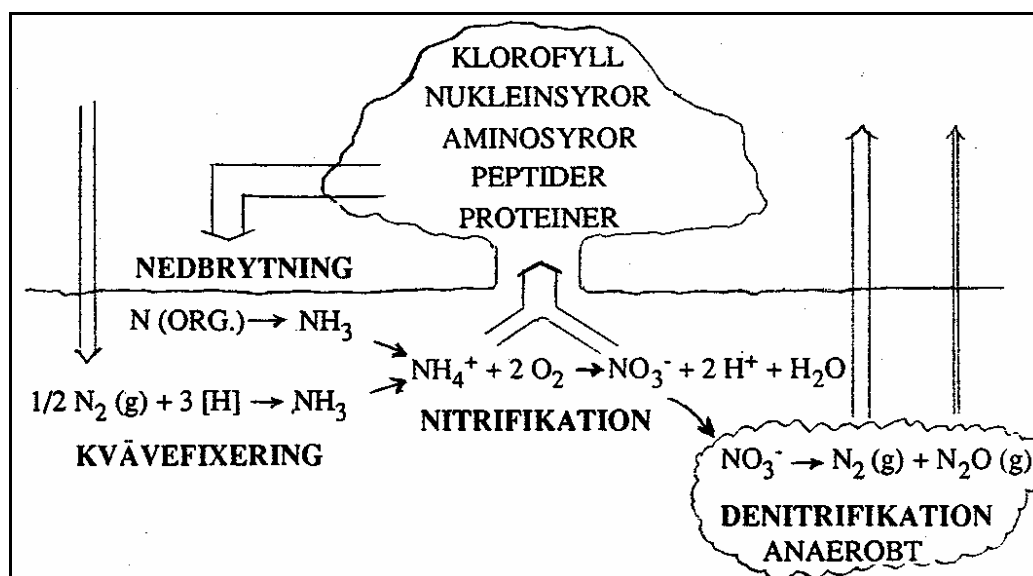 KLOROFYLL
NUKLEINSYROR
AMINOSYROR
PEPTIDER
PROTEINER
NEDBRYTNING
N (ORG.) → NH₃
NH₄⁺ + 2 O₂ → NO₃⁻ + 2 H⁺ + H₂O
1/2 N₂ (g) + 3 [H] → NH₃
NITRIFIKATION
KVÄVEFIXERING
NO₃⁻ → N₂ (g) + N₂O (g)
DENITRIFIKATION
ANAEROBT